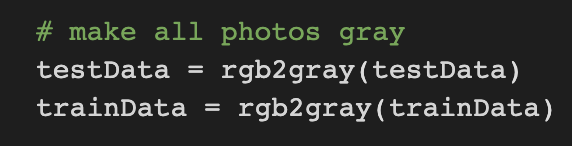 # make all photos gray
testData = rgb2gray(testData)
trainData = rgb2gray(trainData)